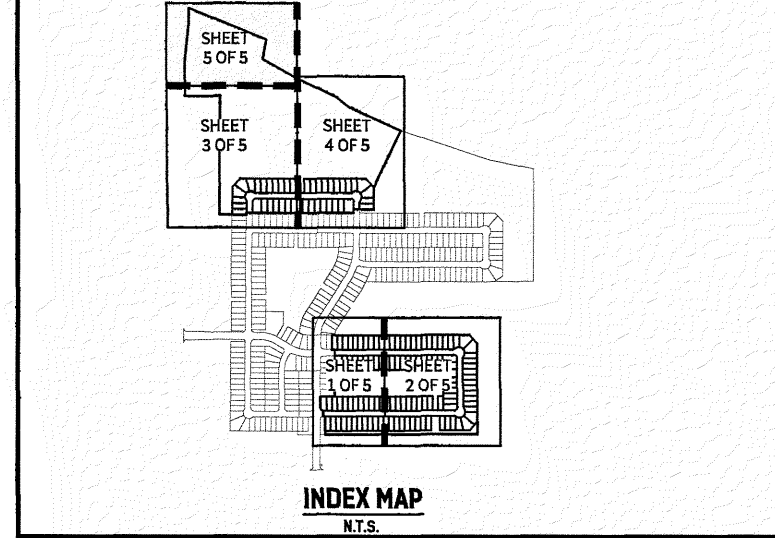 SHEET
5 OF 5
SHEET
3 OF 5
SHEET
4 OF 5
SHEET
1 OF 5
SHEET
2 OF 5
INDEX MAP
N.T.S.